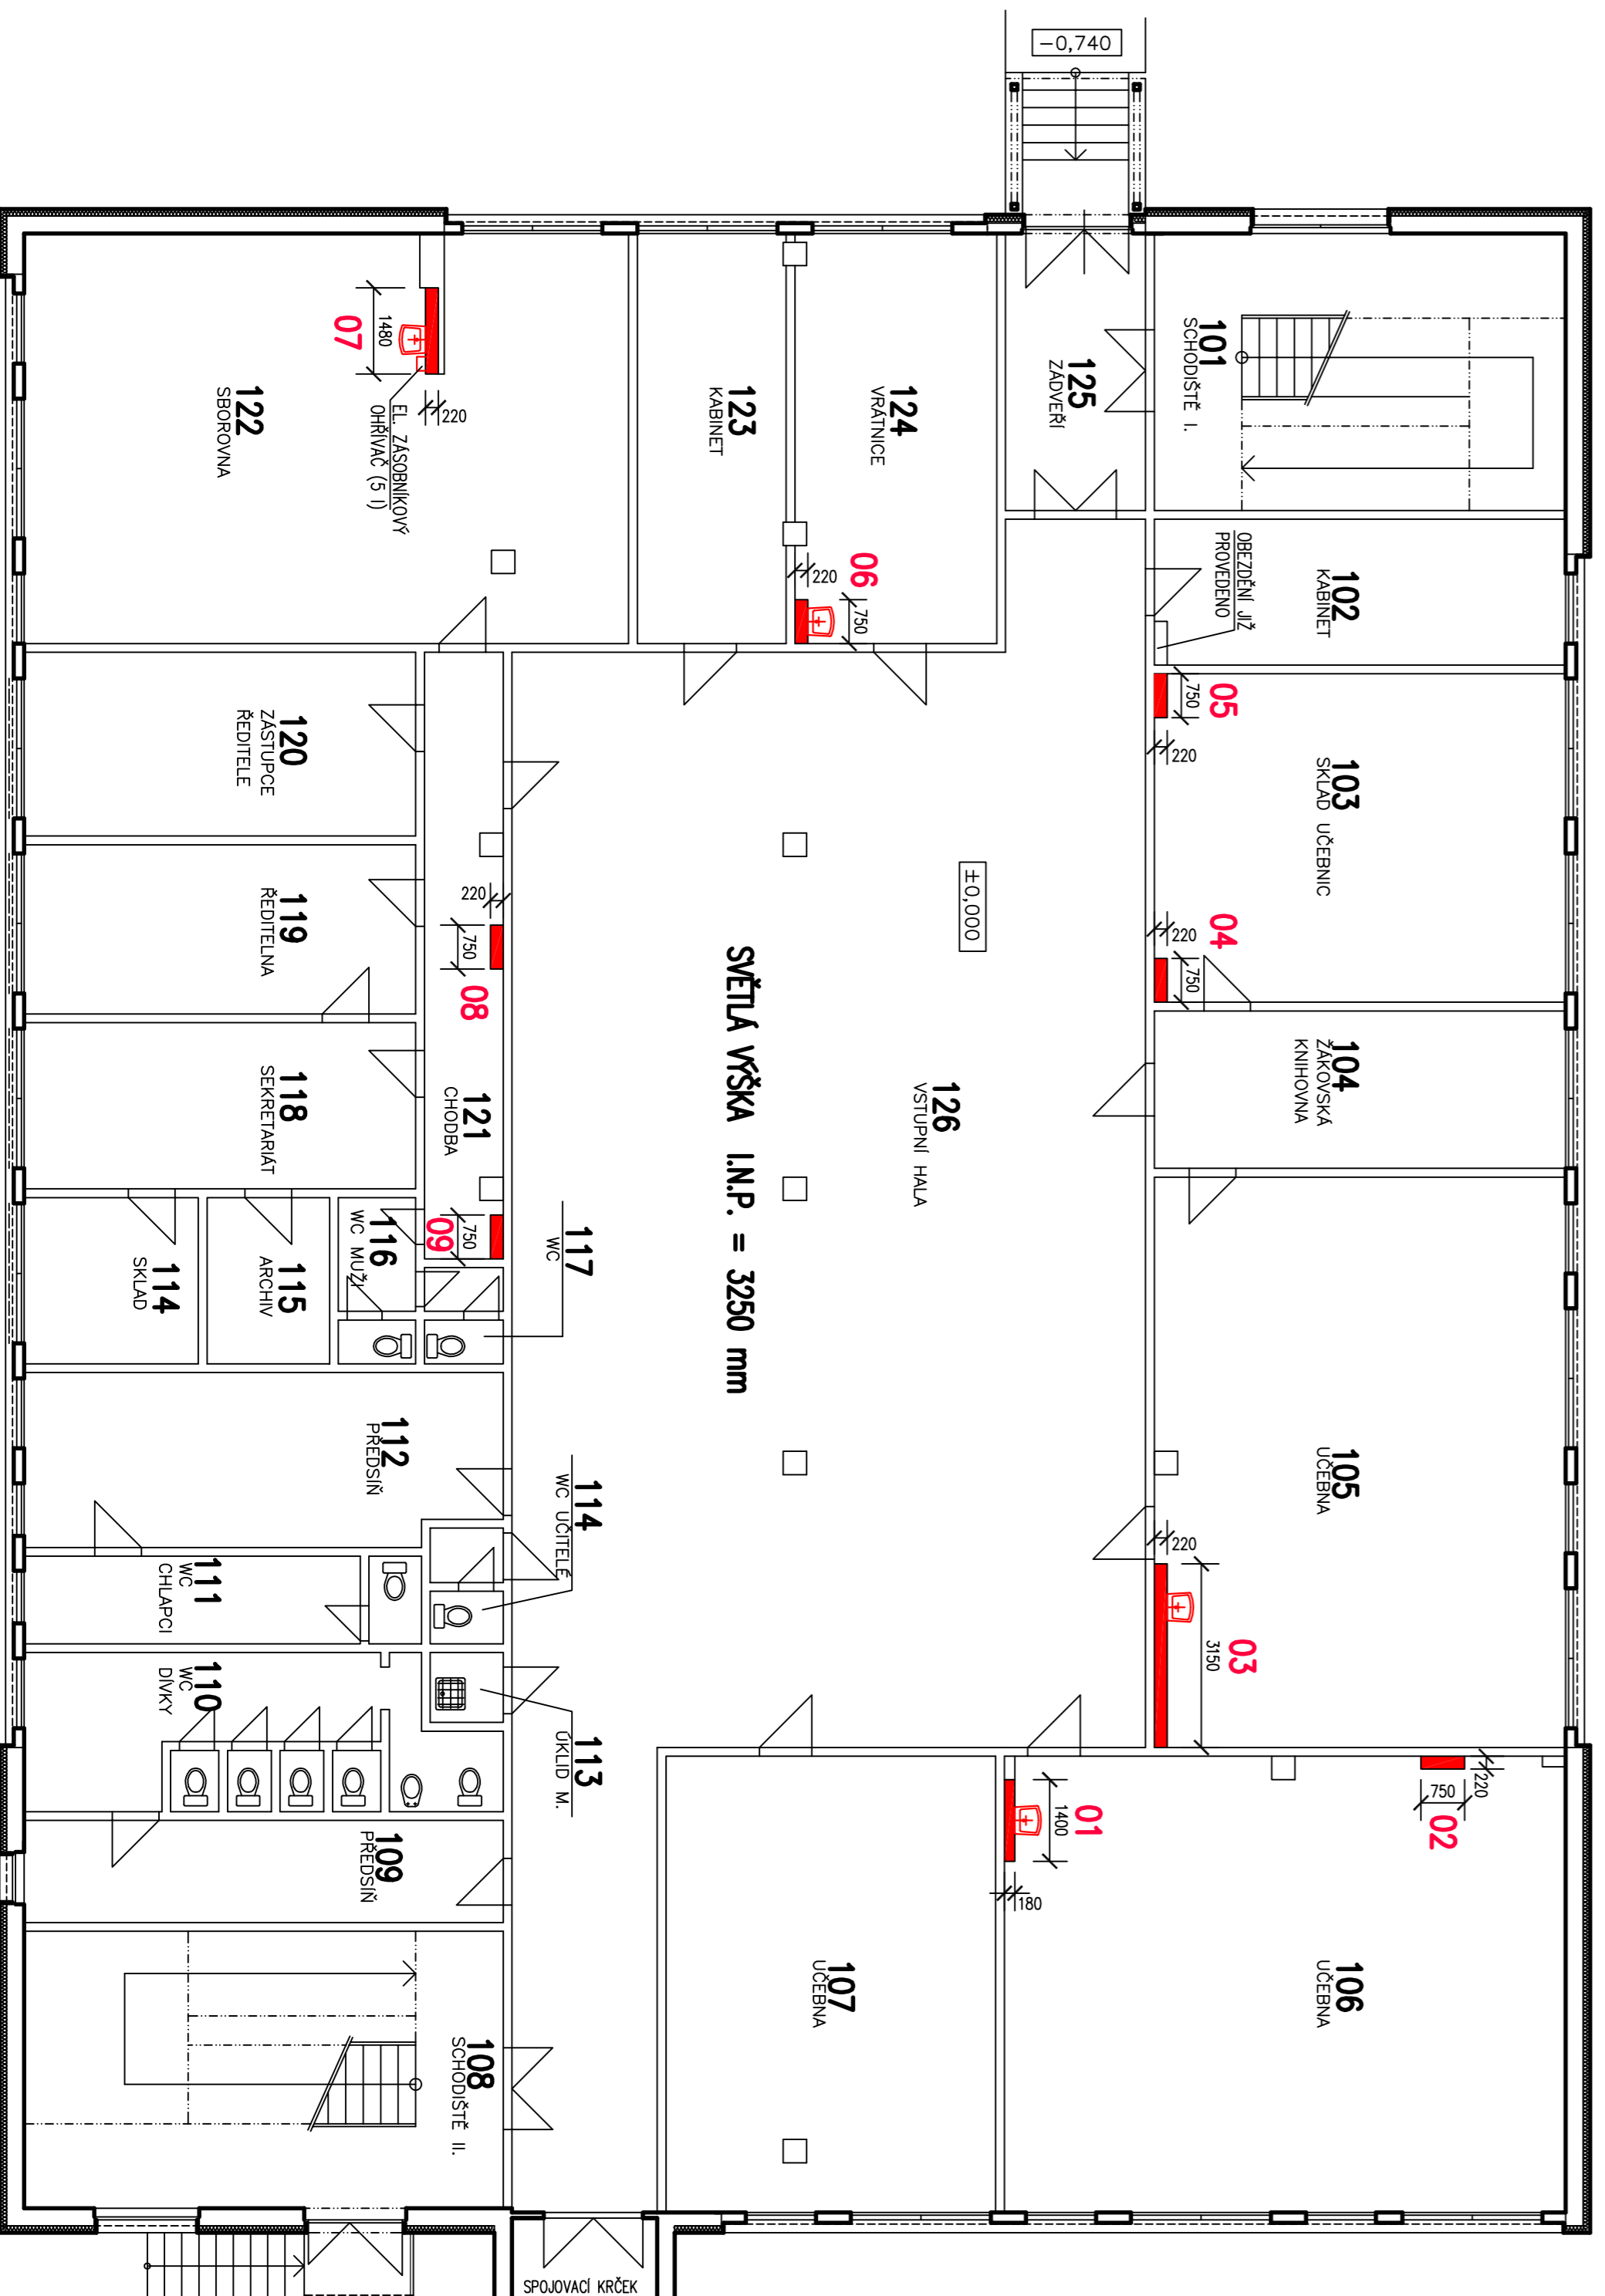 -0,740
101
SCHODIŠTĚ I.
125
ZÁDVEŘÍ
124
VRÁTNICE
123
KABINET
122
SBOROVNA
07
1480
220
EL. ZÁSOBNÍKOVÝ
OHŘÍVAČ (5 l)
06
220
750
OBEZDĚNÍ JIŽ
PROVEDENO
102
KABINET
05
750
220
103
SKLAD UČEBNIC
04
220
750
104
ŽÁKOVSKÁ
KNIHOVNA
±0,000
126
VSTUPNÍ HALA
SVĚTLÁ VÝŠKA I.N.P. = 3250 mm
120
ZÁSTUPCE
ŘEDITELE
119
ŘEDITELNA
220
750
08
118
SEKRETARIÁT
121
CHODBA
09
750
117
WC
116
WC MUŽI
115
ARCHIV
114
SKLAD
105
UČEBNA
220
3150
03
112
PŘEDSÍŇ
114
WC UČITELÉ
111
WC
CHLAPCI
110
WC
DÍVKY
113
ÚKLID M.
220
750
02
01
1400
180
109
PŘEDSÍŇ
106
UČEBNA
107
UČEBNA
108
SCHODIŠTĚ II.
SPOJOVACÍ KRČEK